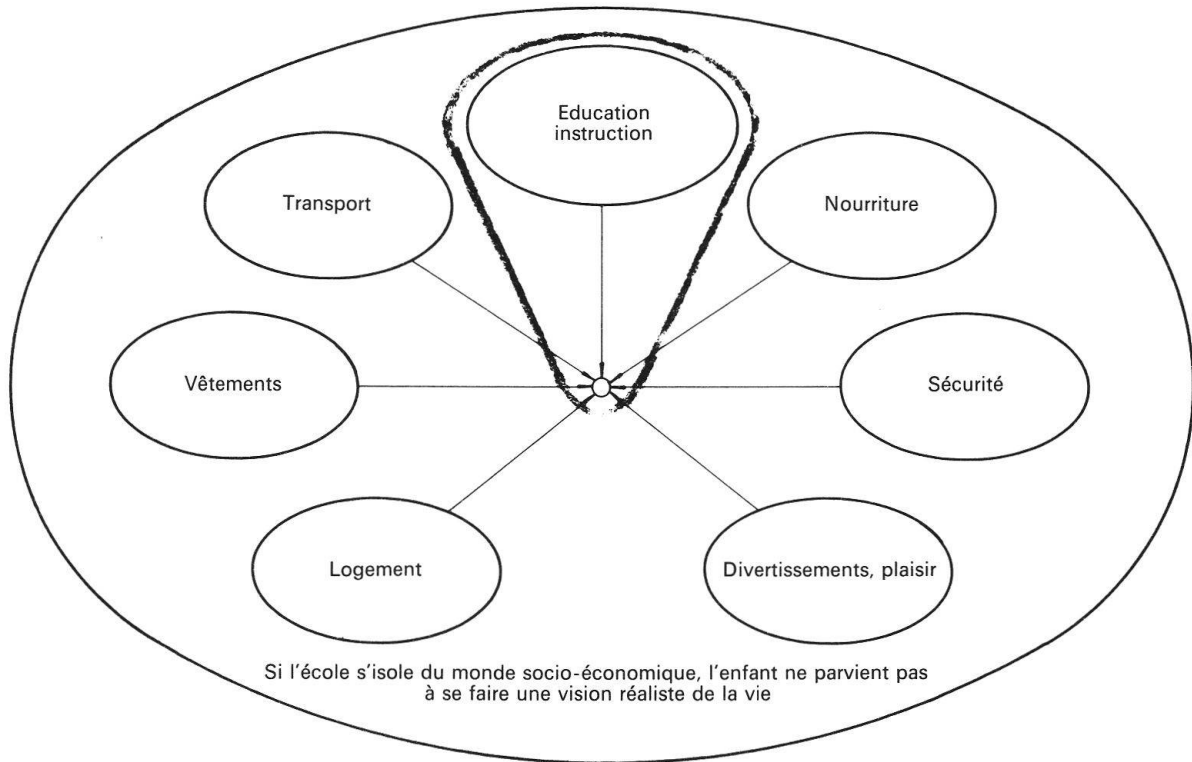 Education
instruction
Transport
Nourriture
Vêtements
Sécurité
Logement
Divertissements, plaisir
Si l'école s'isole du monde socio-économique, l'enfant ne parvient pas
à se faire une vision réaliste de la vie